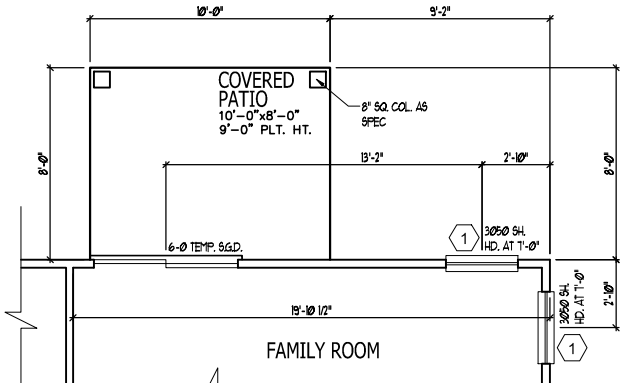 10'-0"
9'-2"
COVERED
PATIO
10'-0"x8'-0"
9'-0" PLT. HT.
8" SQ. COL. AS
SPEC
8'-0"
8'-0"
13'-2"
2'-10"
6-0 TEMP. S.G.D.
1
3050 SH.
HD. AT 7'-0"
19'-10 1/2"
3050 SH.
HD. AT 7'-0"
2'-10"
FAMILY ROOM
1